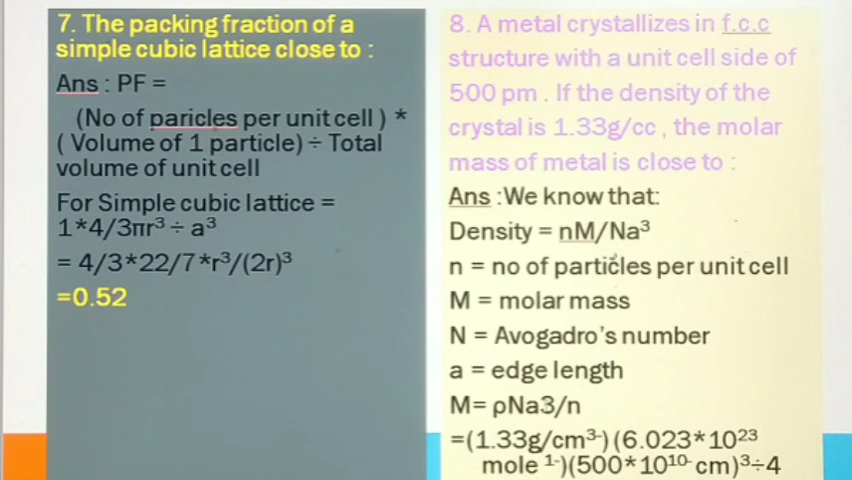 7. The packing fraction of a
simple cubic lattice close to :
Ans : PF =
(No of paricles per unit cell ) *
( Volume of 1 particle) ÷ Total
volume of unit cell
For Simple cubic lattice =
1*4/3πr³ ÷ a³
= 4/3*22/7*r³/(2r)³
=0.52
8. A metal crystallizes in f.c.c
structure with a unit cell side of
500 pm . If the density of the
crystal is 1.33g/cc , the molar
mass of metal is close to :
Ans :We know that:
Density = nM/Na³
n = no of particles per unit cell
M = molar mass
N = Avogadro's number
a = edge length
M= ρNa3/n
=(1.33g/cm³⁻)(6.023*10²³
mole ¹⁻)(500*10¹⁰⁻cm)³÷4